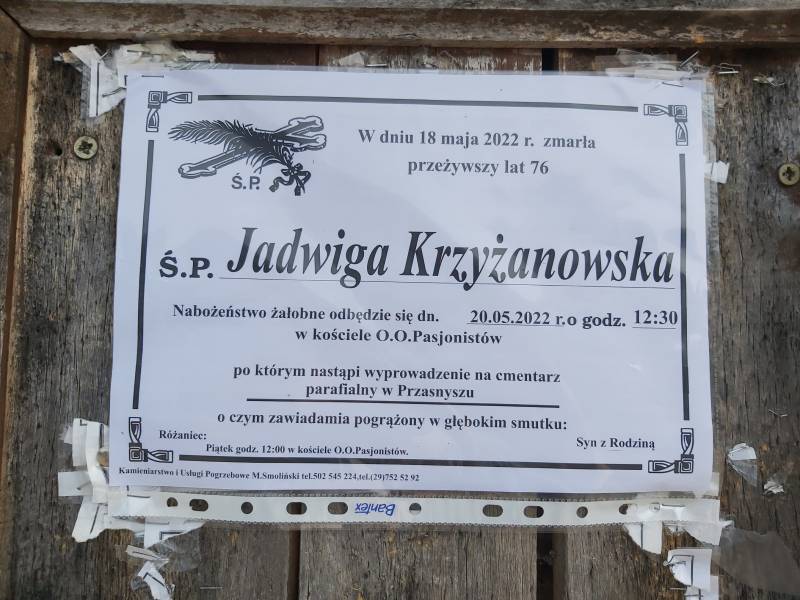 W dniu 18 maja 2022 r. zmarła
przeżywszy lat 76
Ś.P.
Ś.P. Jadwiga Krzyżanowska
Nabożeństwo żałobne odbędzie się dn. 20.05.2022 r.o godz. 12:30
w kościele O.O.Pasjonistów
po którym nastąpi wyprowadzenie na cmentarz
parafialny w Przasnyszu
o czym zawiadamia pogrążony w głębokim smutku:
Różaniec:
Syn z Rodziną
Piątek godz. 12:00 w kościele O.O.Pasjonistów.
Kamieniarstwo i Usługi Pogrzebowe M.Smoliński tel.502 545 224,tel.(29)752 52 92
Bantex